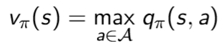 v_π(s) = max_{a∈𝒜} q_π(s, a)